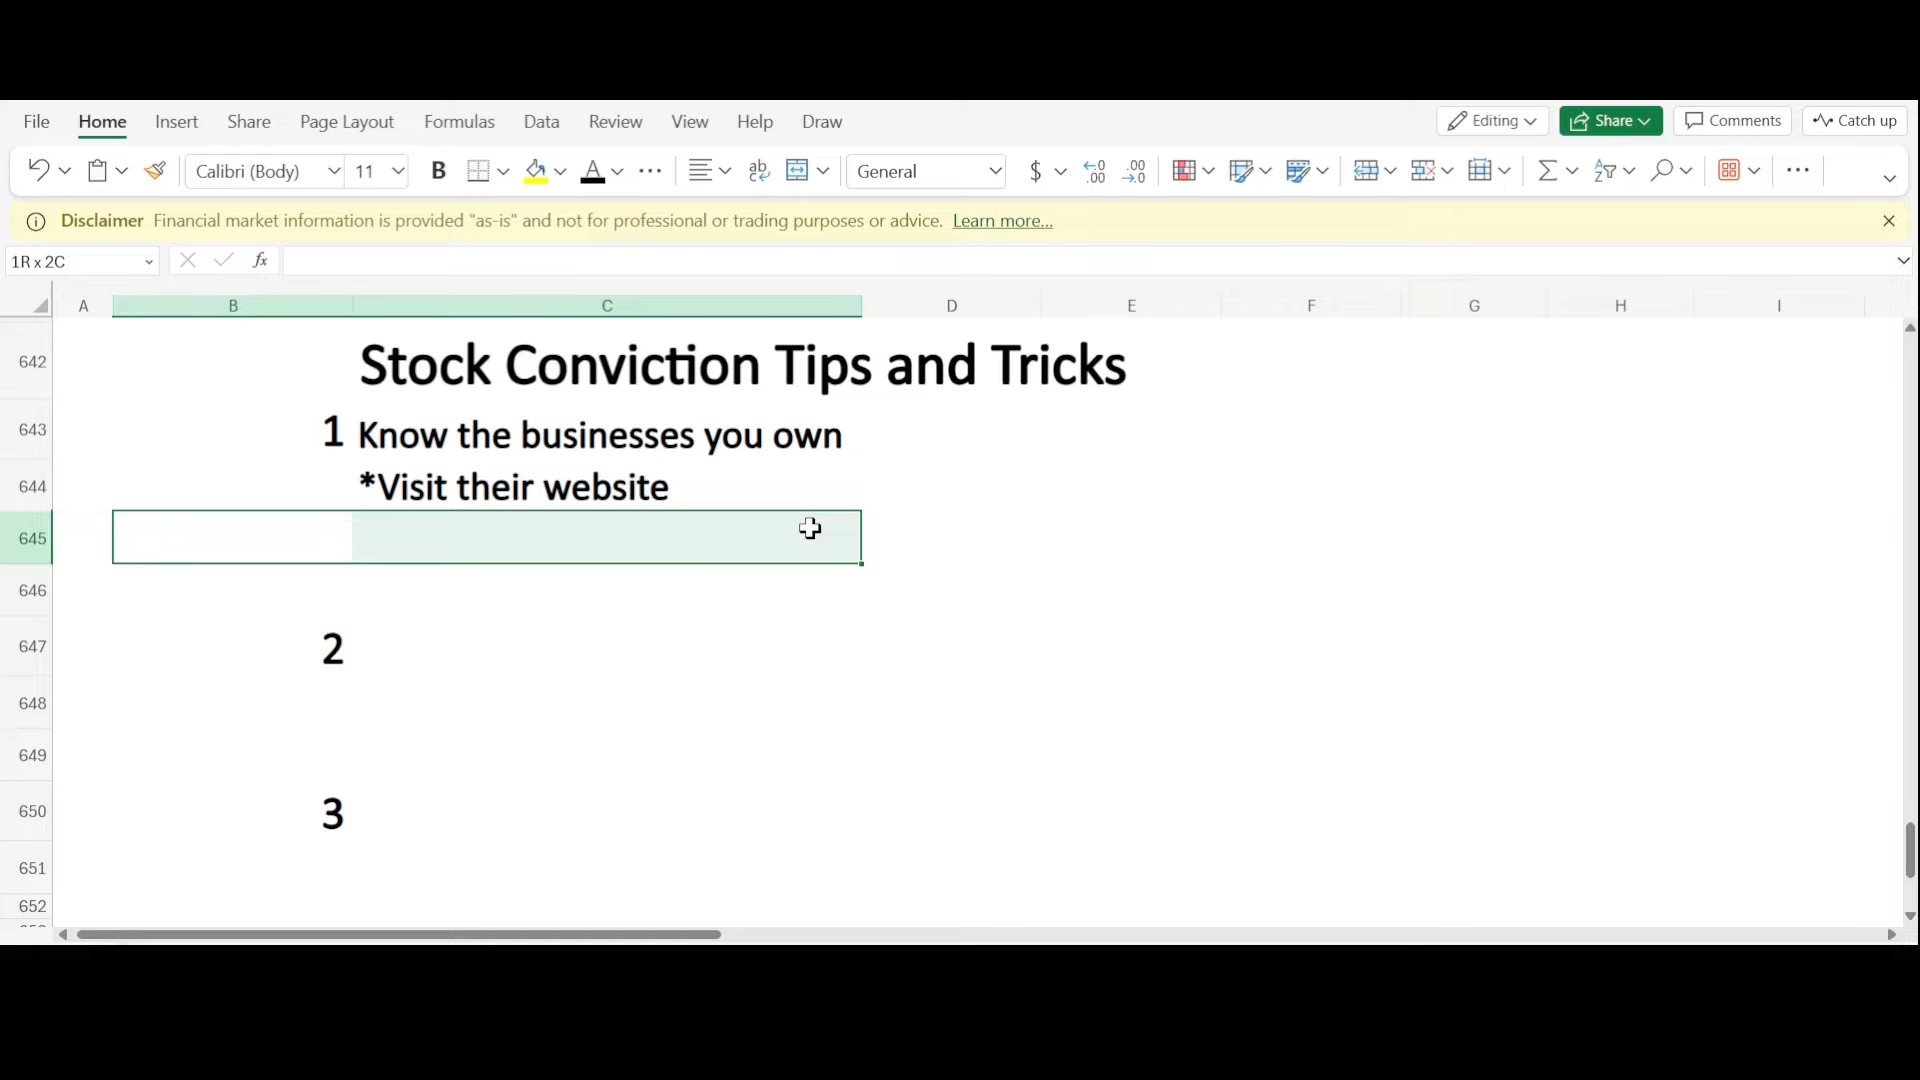 File Home Insert Share Page Layout Formulas Data Review View Help Draw Editing Share Comments Catch up
Calibri (Body) 11 B A ab General $ .00 .00
Disclaimer Financial market information is provided "as-is" and not for professional or trading purposes or advice. Learn more...
1R x 2C fx
A B C D E F G H I
642 Stock Conviction Tips and Tricks
643 1 Know the businesses you own
644 *Visit their website
645
646
647 2
648
649
650 3
651
652